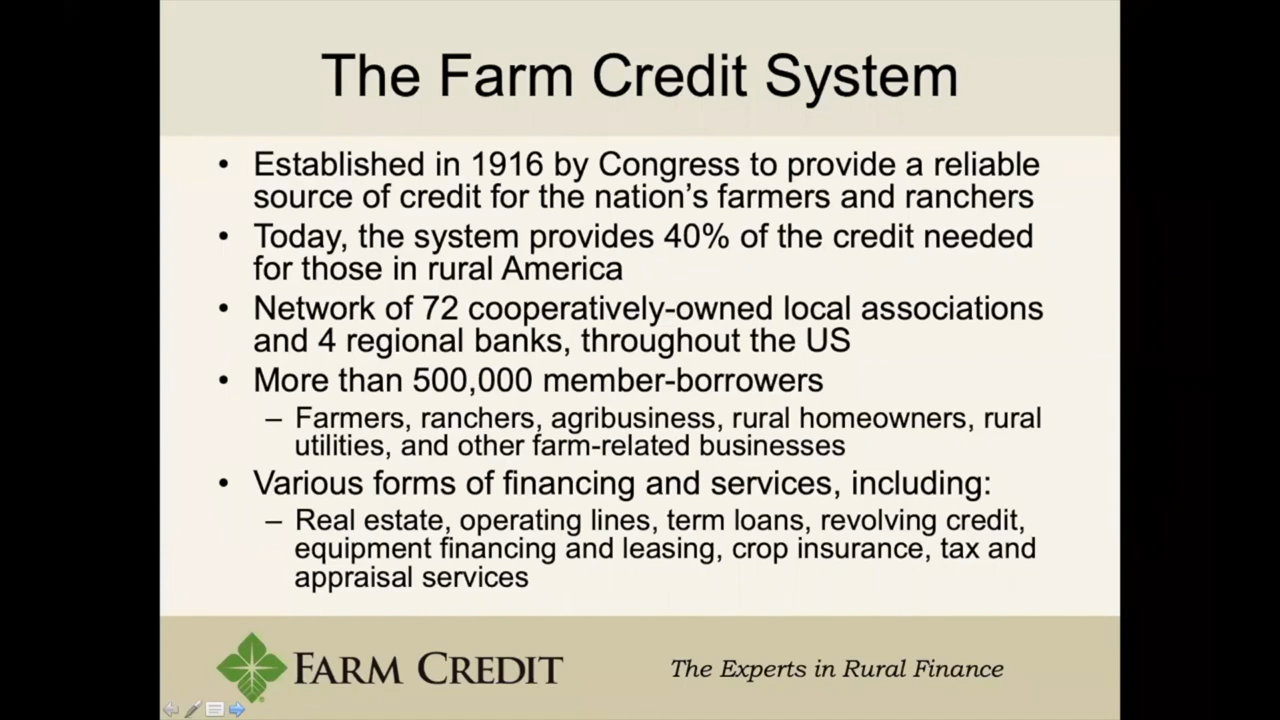 The Farm Credit System
• Established in 1916 by Congress to provide a reliable
source of credit for the nation’s farmers and ranchers
• Today, the system provides 40% of the credit needed
for those in rural America
• Network of 72 cooperatively-owned local associations
and 4 regional banks, throughout the US
• More than 500,000 member-borrowers
– Farmers, ranchers, agribusiness, rural homeowners, rural
utilities, and other farm-related businesses
• Various forms of financing and services, including:
– Real estate, operating lines, term loans, revolving credit,
equipment financing and leasing, crop insurance, tax and
appraisal services
FARM CREDIT
The Experts in Rural Finance